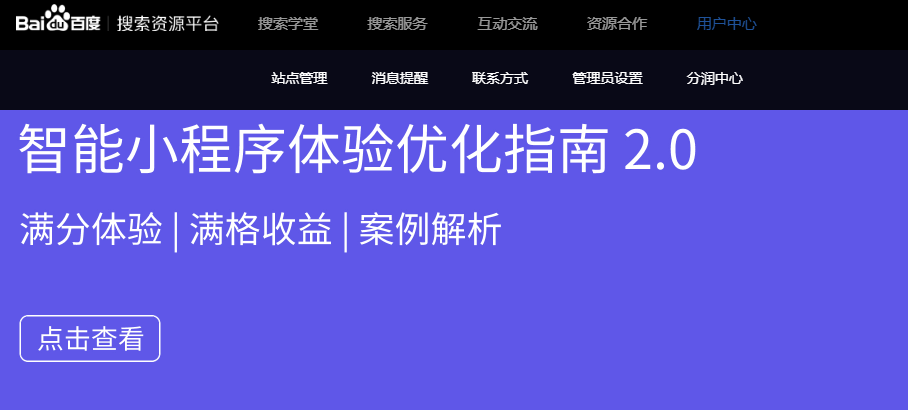 Bai du 百度 | 搜索资源平台 搜索学堂 搜索服务 互动交流 资源合作 用户中心
站点管理 消息提醒 联系方式 管理员设置 分润中心
智能小程序体验优化指南 2.0
满分体验 | 满格收益 | 案例解析
点击查看